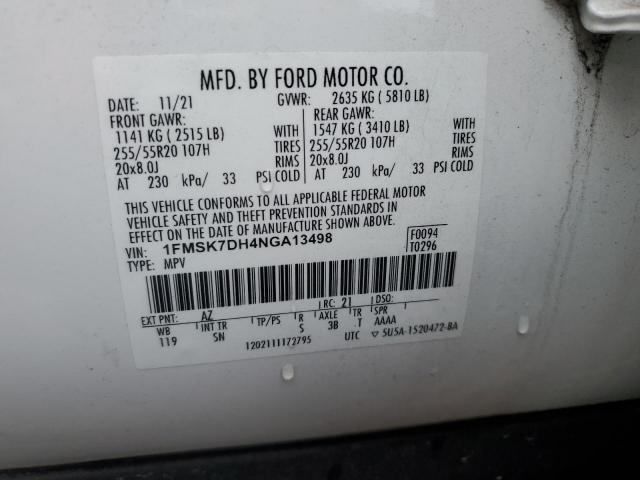 MFD. BY FORD MOTOR CO.
DATE: 11/21 GVWR: 2635 KG ( 5810 LB)
FRONT GAWR: REAR GAWR:
1141 KG ( 2515 LB) WITH 1547 KG ( 3410 LB) WITH
255/55R20 107H TIRES 255/55R20 107H TIRES
20x8.0J RIMS 20x8.0J RIMS
AT 230 kPa/ 33 PSI COLD AT 230 kPa/ 33 PSI COLD
THIS VEHICLE CONFORMS TO ALL APPLICABLE FEDERAL MOTOR
VEHICLE SAFETY AND THEFT PREVENTION STANDARDS IN
EFFECT ON THE DATE OF MANUFACTURE SHOWN ABOVE.
VIN: 1FMSK7DH4NGA13498 F0094
TYPE: MPV T0296
EXT PNT: AZ RC: 21 DSO:
WB INT TR TP/PS R AXLE TR SPR
119 SN S 3B T AAAA
1202111172795 UTC ▽ 5U5A-1520472-BA